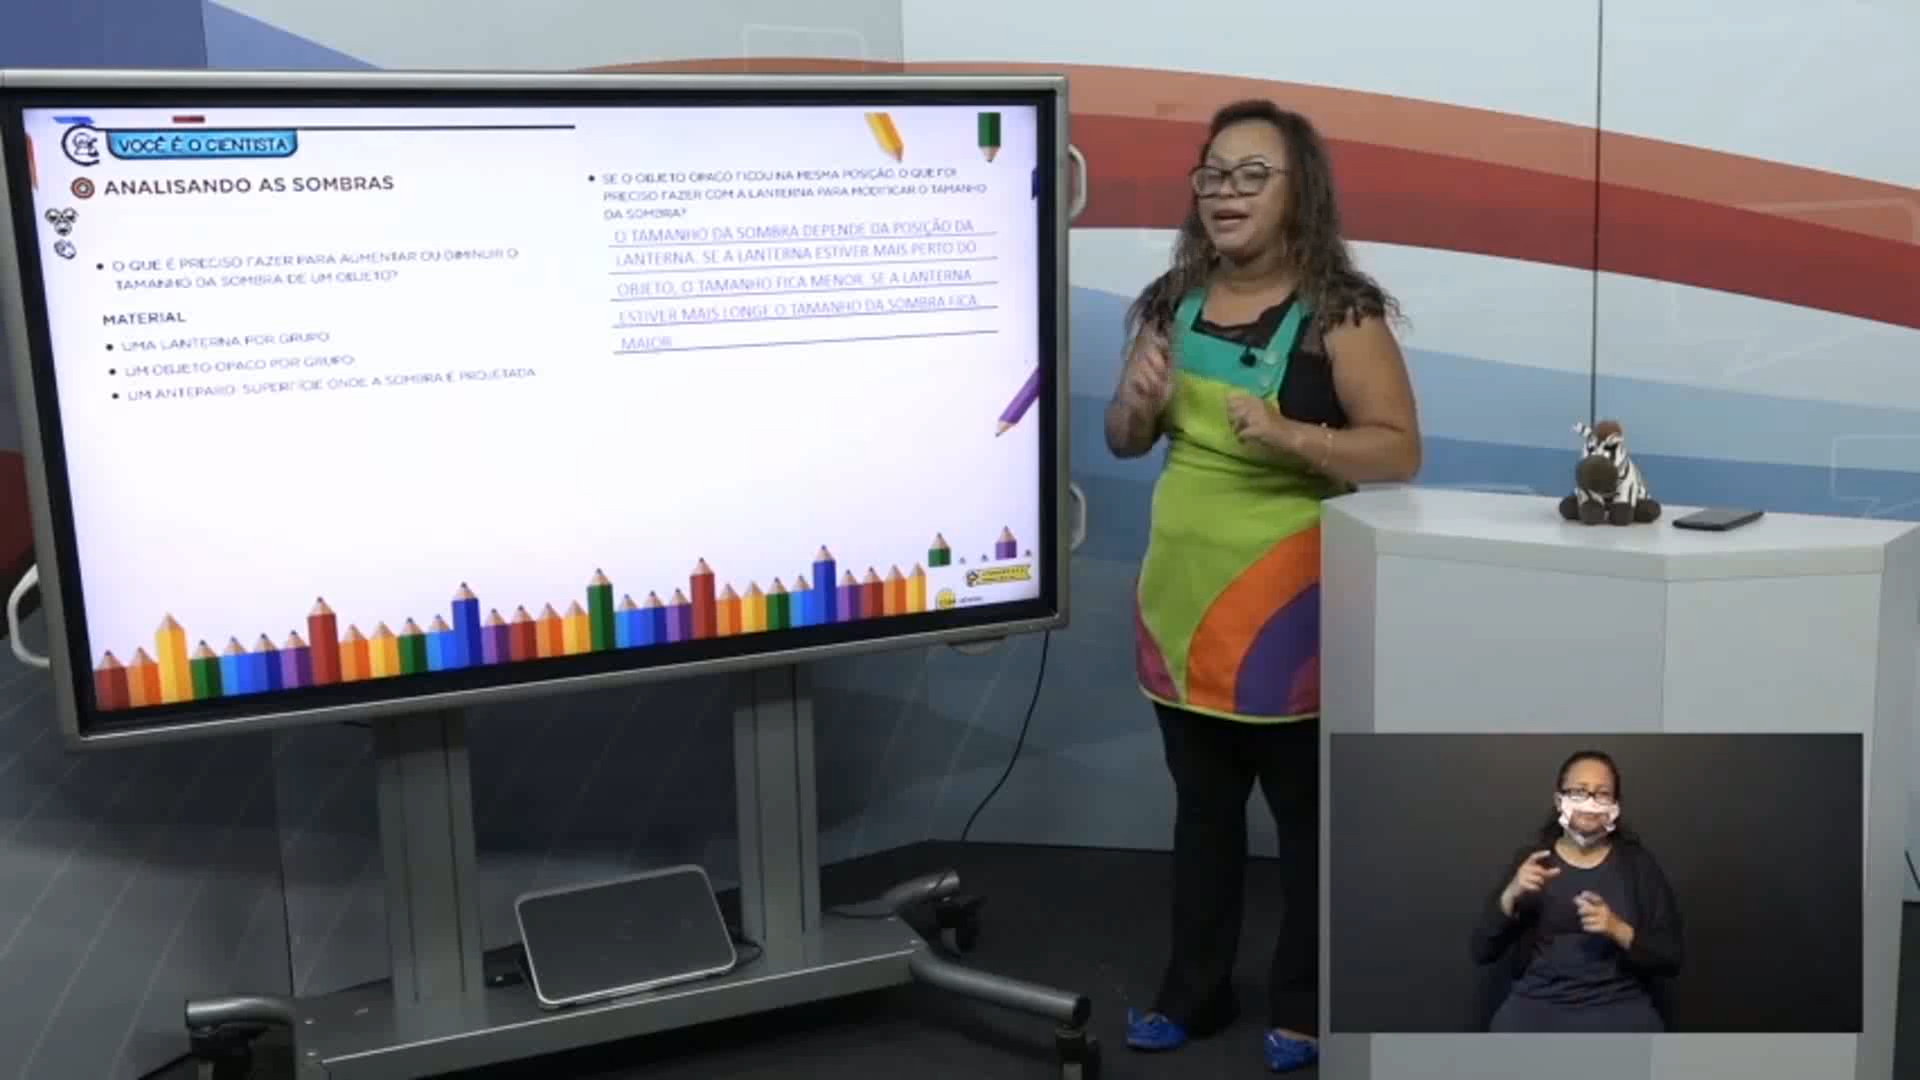 VOCÊ É O CIENTISTA
ANALISANDO AS SOMBRAS
• O QUE É PRECISO FAZER PARA AUMENTAR OU DIMINUIR O
TAMANHO DA SOMBRA DE UM OBJETO?
MATERIAL
• UMA LANTERNA POR GRUPO
• UM OBJETO OPACO POR GRUPO
• UM ANTEPARO: SUPERFÍCIE ONDE A SOMBRA É PROJETADA
• SE O OBJETO OPACO FICOU NA MESMA POSIÇÃO, O QUE FOI
PRECISO FAZER COM A LANTERNA PARA MODIFICAR O TAMANHO
DA SOMBRA?
O TAMANHO DA SOMBRA DEPENDE DA POSIÇÃO DA
LANTERNA. SE A LANTERNA ESTIVER MAIS PERTO DO
OBJETO, O TAMANHO FICA MENOR. SE A LANTERNA
ESTIVER MAIS LONGE O TAMANHO DA SOMBRA FICA
MAIOR